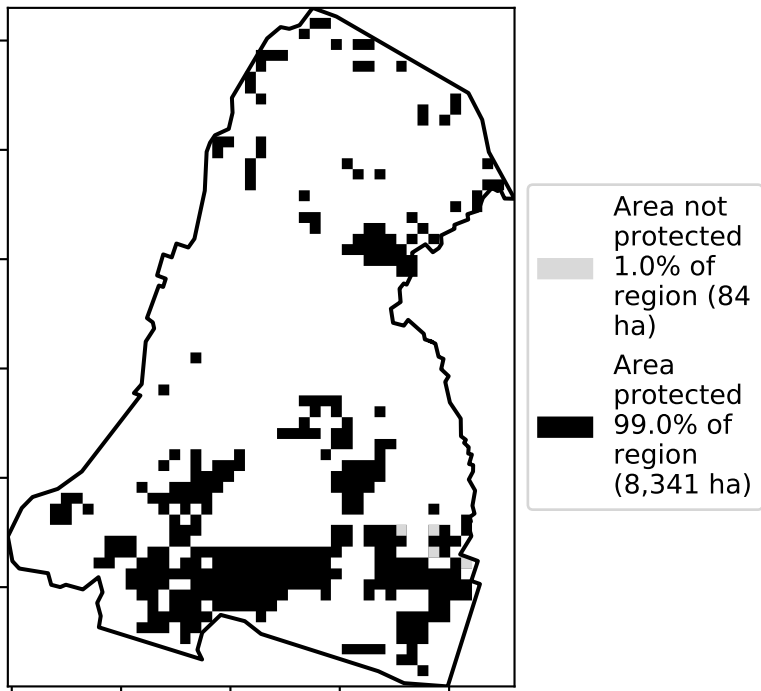 Area not
protected
1.0% of
region (84
ha)
Area
protected
99.0% of
region
(8,341 ha)